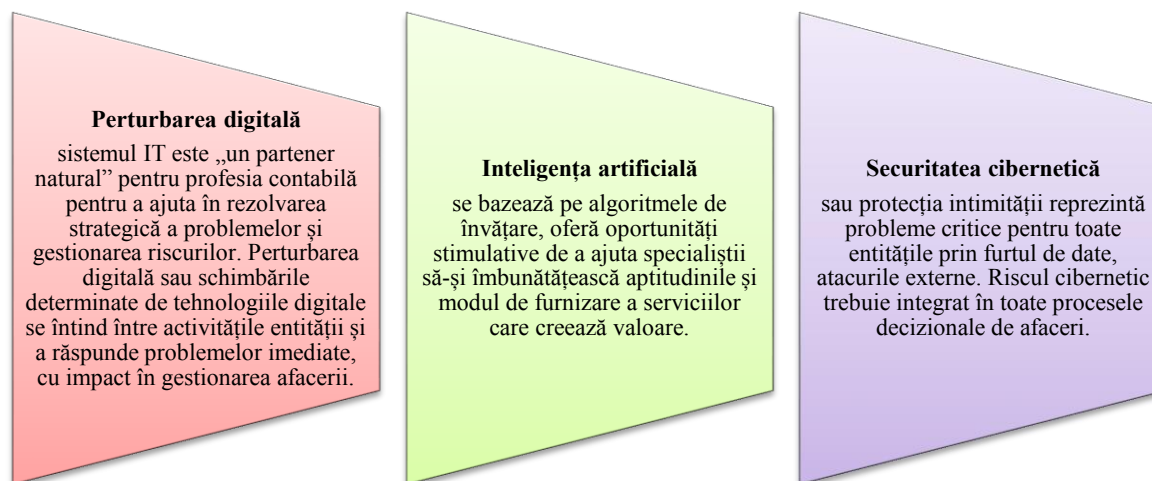 Perturbarea digitală
sistemul IT este „un partener
natural” pentru profesia contabilă
pentru a ajuta în rezolvarea
strategică a problemelor și
gestionarea riscurilor. Perturbarea
digitală sau schimbările
determinate de tehnologiile digitale
se întind între activitățile entității și
a răspunde problemelor imediate,
cu impact în gestionarea afacerii.
Inteligența artificială
se bazează pe algoritmele de
învățare, oferă oportunități
stimulative de a ajuta specialiștii
să-și îmbunătățească aptitudinile și
modul de furnizare a serviciilor
care creează valoare.
Securitatea cibernetică
sau protecția intimității reprezintă
probleme critice pentru toate
entitățile prin furtul de date,
atacurile externe. Riscul cibernetic
trebuie integrat în toate procesele
decizionale de afaceri.